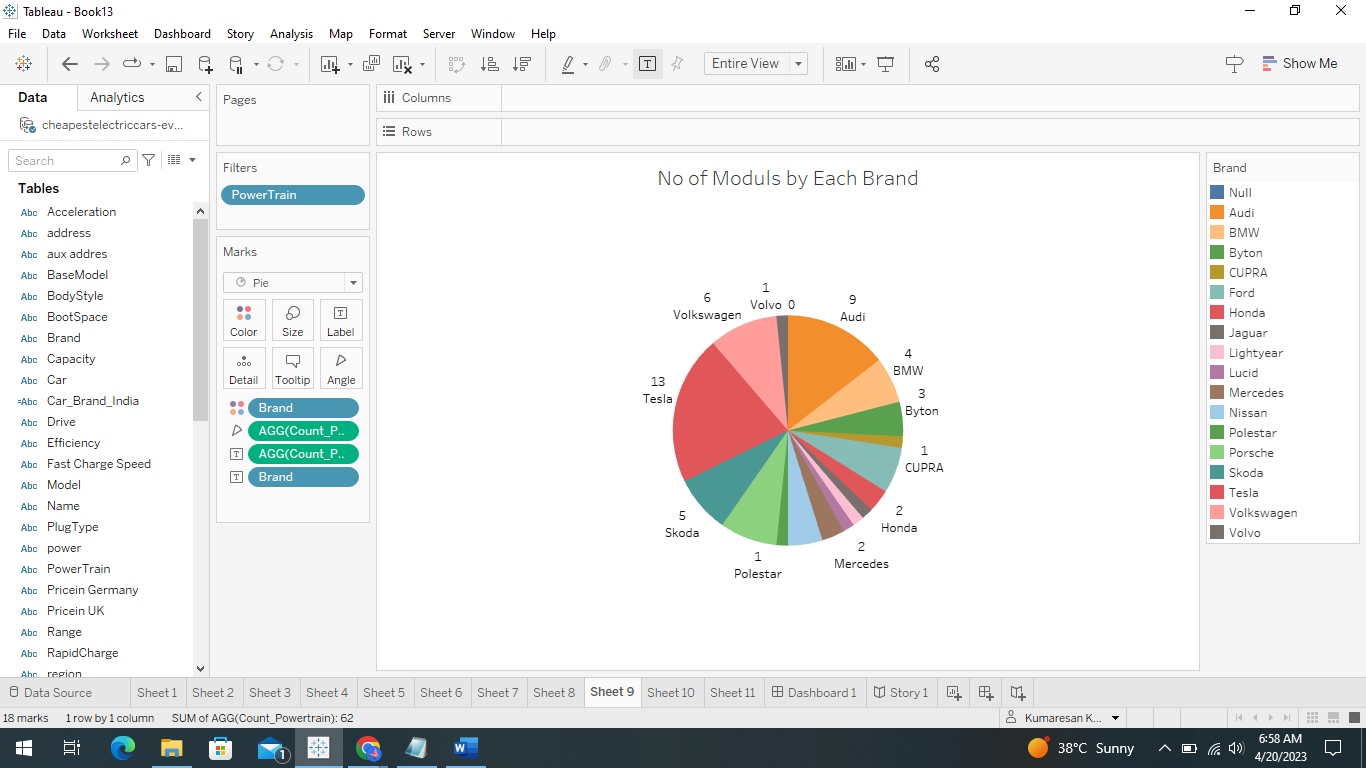 Tableau - Book13
File Data Worksheet Dashboard Story Analysis Map Format Server Window Help
Entire View
Show Me
Data Analytics
cheapestelectriccars-ev...
Search
Tables
Abc Acceleration
Abc address
Abc aux addres
Abc BaseModel
Abc BodyStyle
Abc BootSpace
Abc Brand
Abc Capacity
Abc Car
=Abc Car_Brand_India
Abc Drive
Abc Efficiency
Abc Fast Charge Speed
Abc Model
Abc Name
Abc PlugType
Abc power
Abc PowerTrain
Abc Pricein Germany
Abc Pricein UK
Abc Range
Abc RapidCharge
Abc region
Pages
Filters
PowerTrain
Marks
Pie
Color Size Label
Detail Tooltip Angle
Brand
AGG(Count_P..
AGG(Count_P..
Brand
Columns
Rows
No of Moduls by Each Brand
0
9
Audi
4
BMW
3
Byton
1
CUPRA
2
Honda
2
Mercedes
1
Polestar
5
Skoda
13
Tesla
6
Volkswagen
1
Volvo
Brand
Null
Audi
BMW
Byton
CUPRA
Ford
Honda
Jaguar
Lightyear
Lucid
Mercedes
Nissan
Polestar
Porsche
Skoda
Tesla
Volkswagen
Volvo
Data Source Sheet 1 Sheet 2 Sheet 3 Sheet 4 Sheet 5 Sheet 6 Sheet 7 Sheet 8 Sheet 9 Sheet 10 Sheet 11 Dashboard 1 Story 1
18 marks 1 row by 1 column SUM of AGG(Count_Powertrain): 62 Kumaresan K...
1
38°C Sunny
6:58 AM
4/20/2023